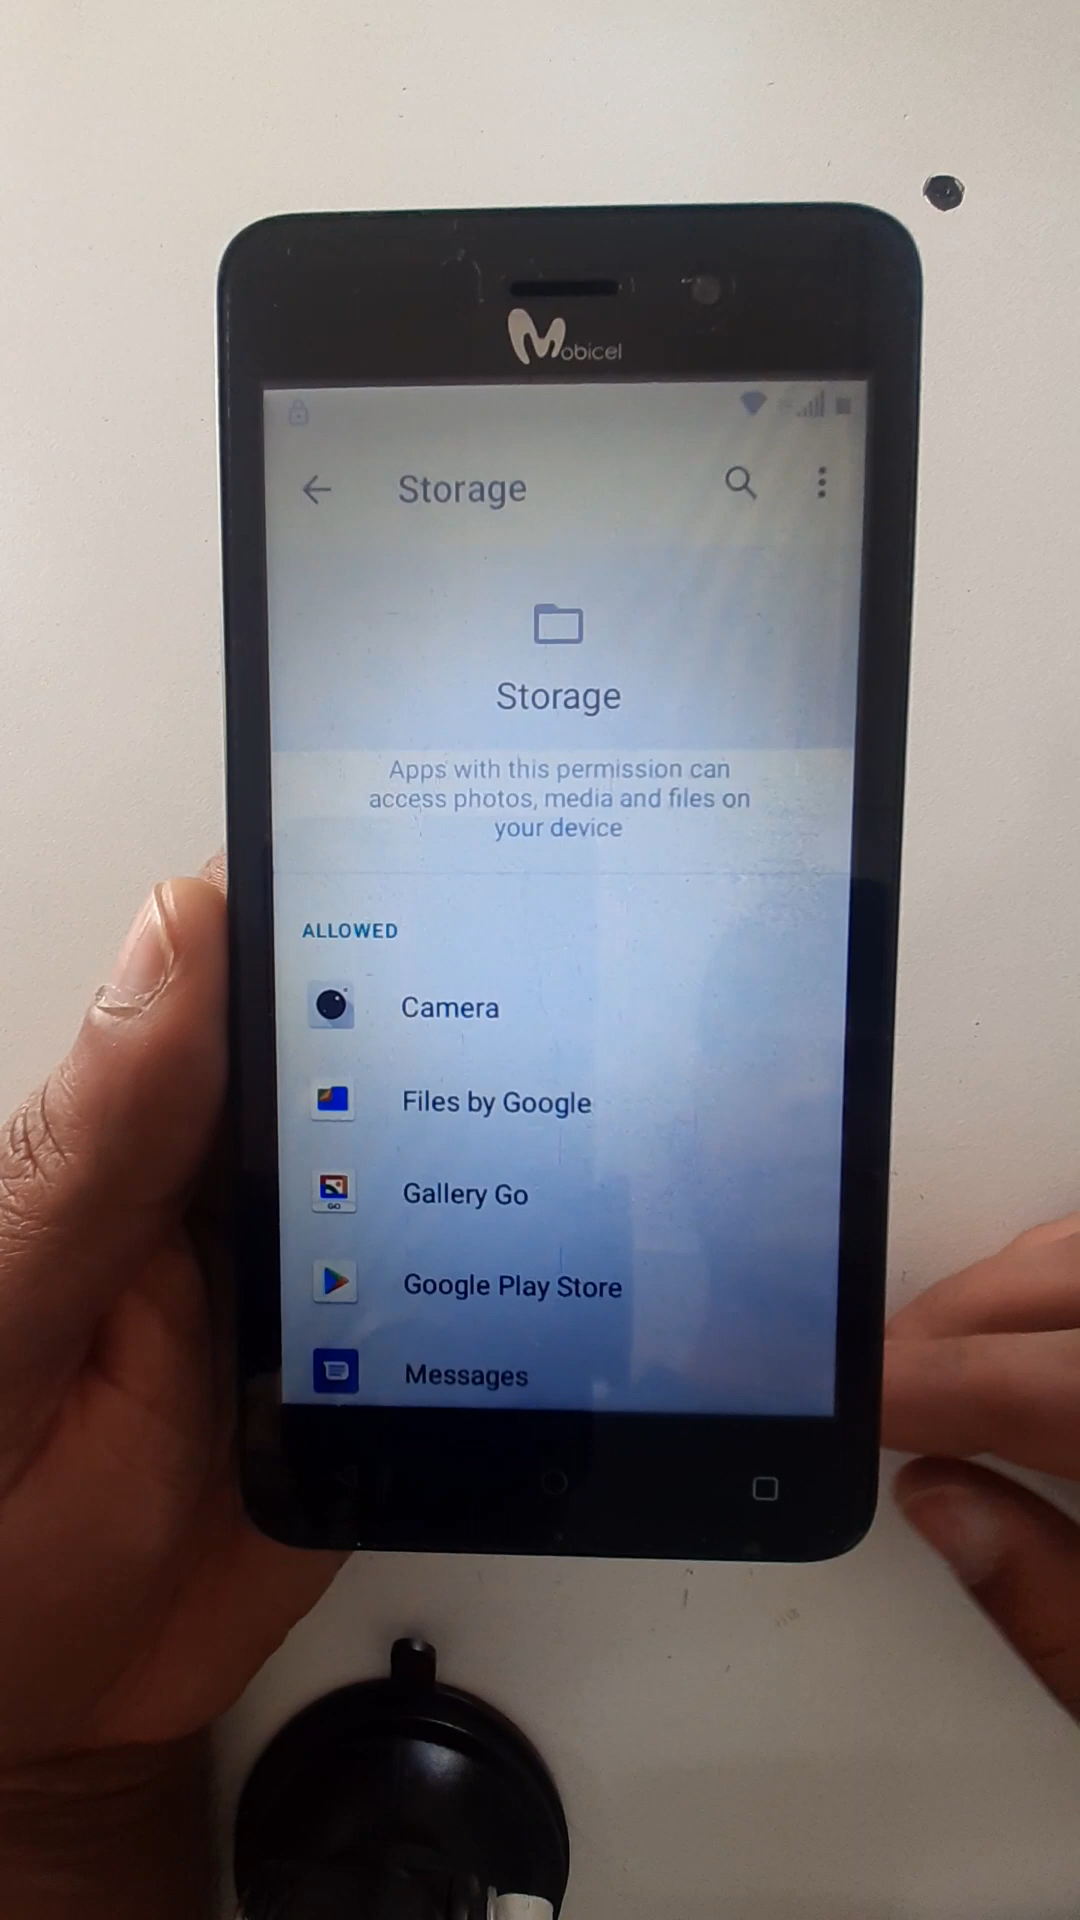 Mobicel
Storage
Storage
Apps with this permission can
access photos, media and files on
your device
ALLOWED
Camera
Files by Google
GO
Gallery Go
Google Play Store
Messages